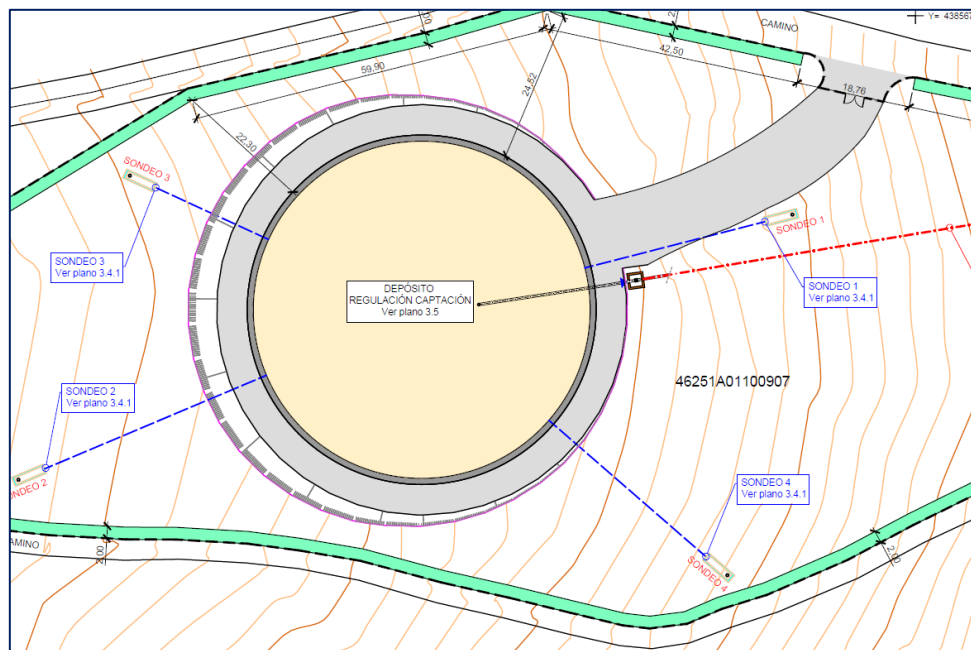 CAMINO
Y= 438567
59,90
42,50
24,52
18,76
22,30
SONDEO 3
SONDEO 3
Ver plano 3.4.1
SONDEO 1
SONDEO 1
Ver plano 3.4.1
DEPÓSITO
REGULACIÓN CAPTACIÓN
Ver plano 3.5
46251A01100907
SONDEO 2
Ver plano 3.4.1
ONDEO 2
SONDEO 4
Ver plano 3.4.1
SONDEO 4
AMINO
2,00
2,00